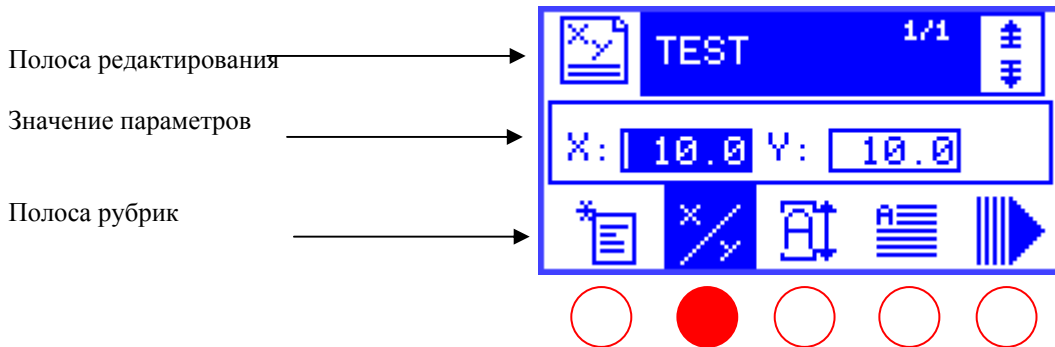 Полоса редактирования
TEST 1/1
Значение параметров
X: 10.0 Y: 10.0
Полоса рубрик
x/y A A